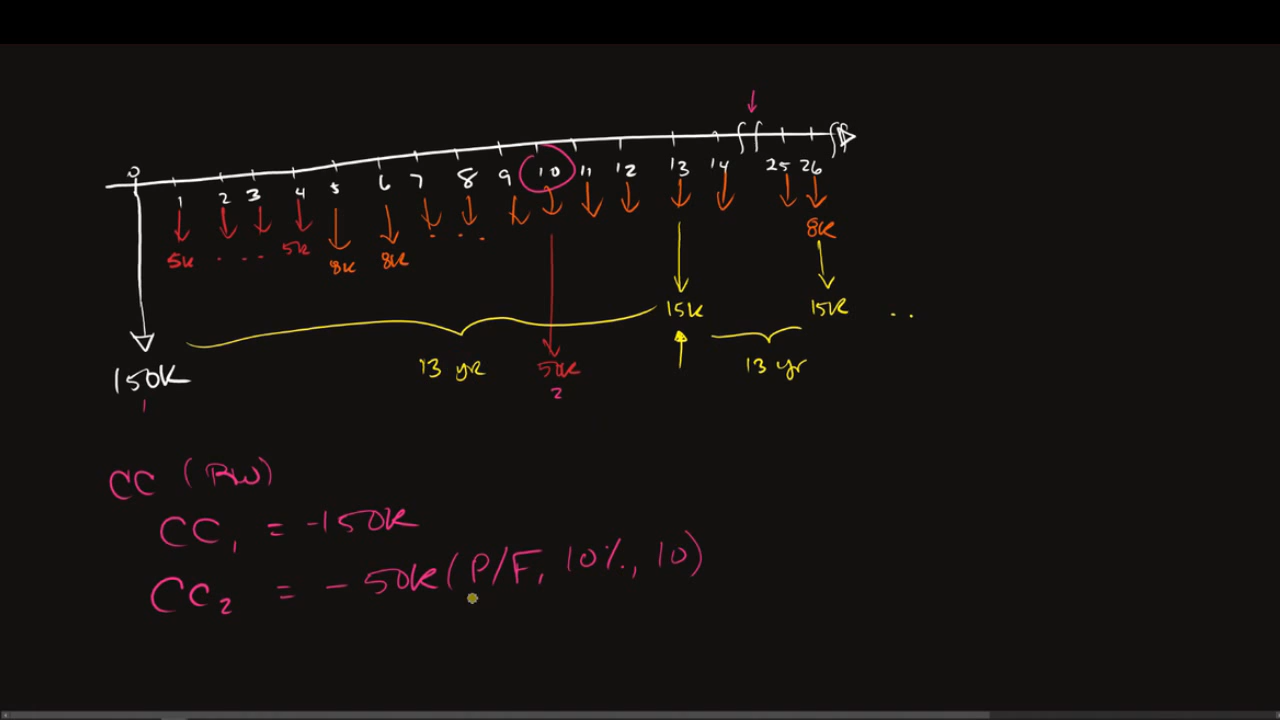 0 1 2 3 4 5 6 7 8 9 10 11 12 13 14 25 26
5k . . . 5k 8k 8k . . . 8k
15k 15k . .
150k 13 yr 50k 13 yr
1 2
CC (PW)
CC1 = -150k
CC2 = - 50k (P/F, 10%, 10)